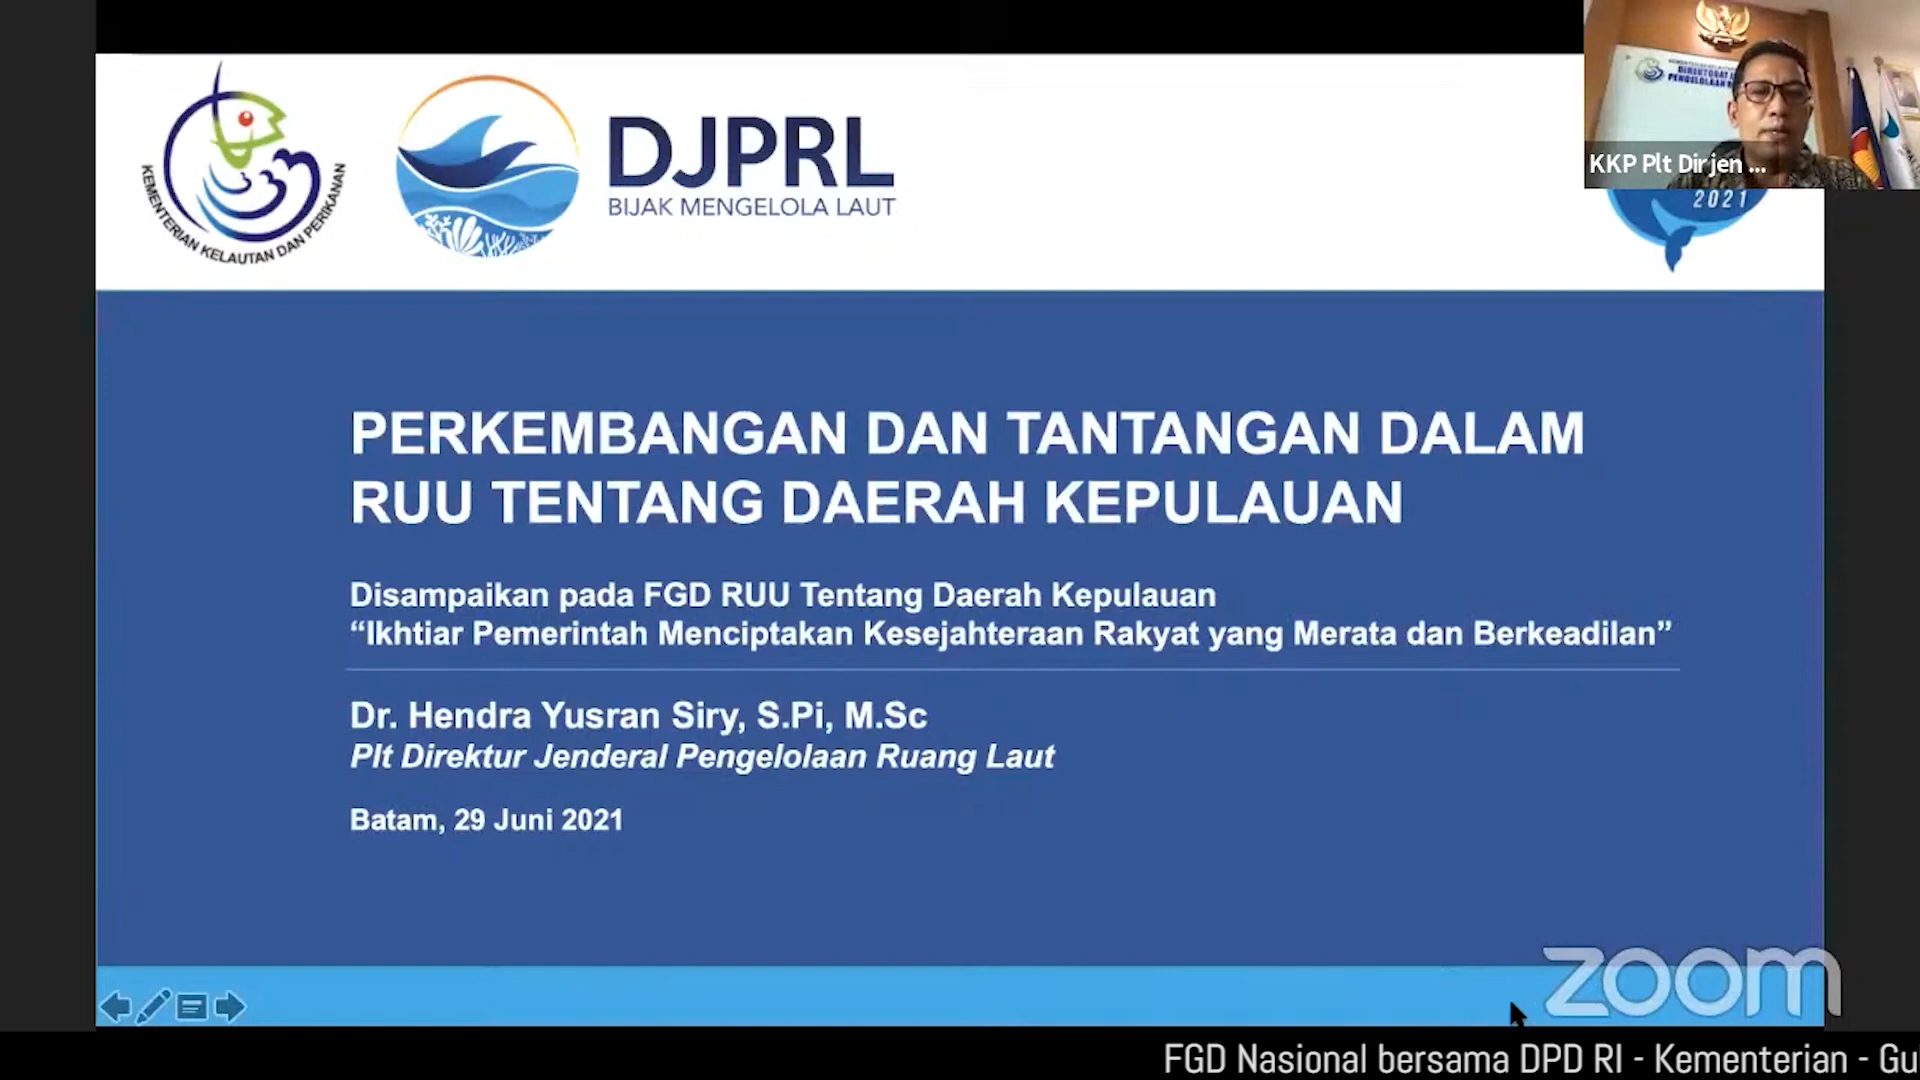 KEMENTERIAN KELAUTAN DAN PERIKANAN
DJPRL
BIJAK MENGELOLA LAUT
KKP Plt Dirjen ...
2021
PERKEMBANGAN DAN TANTANGAN DALAM
RUU TENTANG DAERAH KEPULAUAN
Disampaikan pada FGD RUU Tentang Daerah Kepulauan
“Ikhtiar Pemerintah Menciptakan Kesejahteraan Rakyat yang Merata dan Berkeadilan”
Dr. Hendra Yusran Siry, S.Pi, M.Sc
Plt Direktur Jenderal Pengelolaan Ruang Laut
Batam, 29 Juni 2021
zoom
FGD Nasional bersama DPD RI - Kementerian - Gu